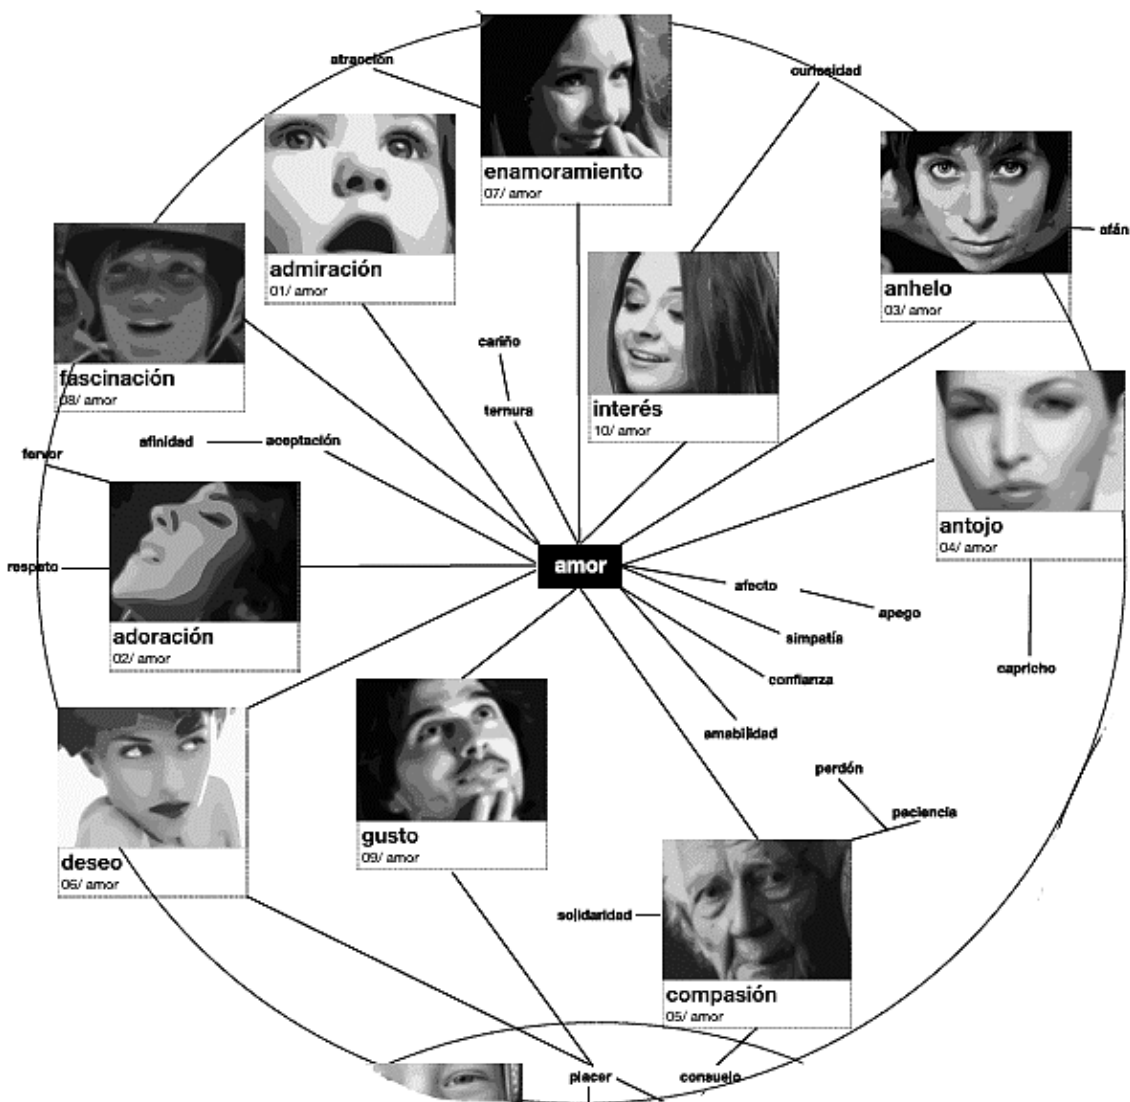 atracción
curiosidad
enamoramiento
07/ amor
admiración
01/ amor
afán
anhelo
03/ amor
cariño
fascinación
08/ amor
ternura
interés
10/ amor
afinidad
aceptación
fervor
antojo
04/ amor
amor
respeto
afecto
apego
adoración
02/ amor
simpatía
capricho
confianza
amabilidad
perdón
paciencia
gusto
09/ amor
deseo
06/ amor
solidaridad
compasión
05/ amor
placer
consuelo